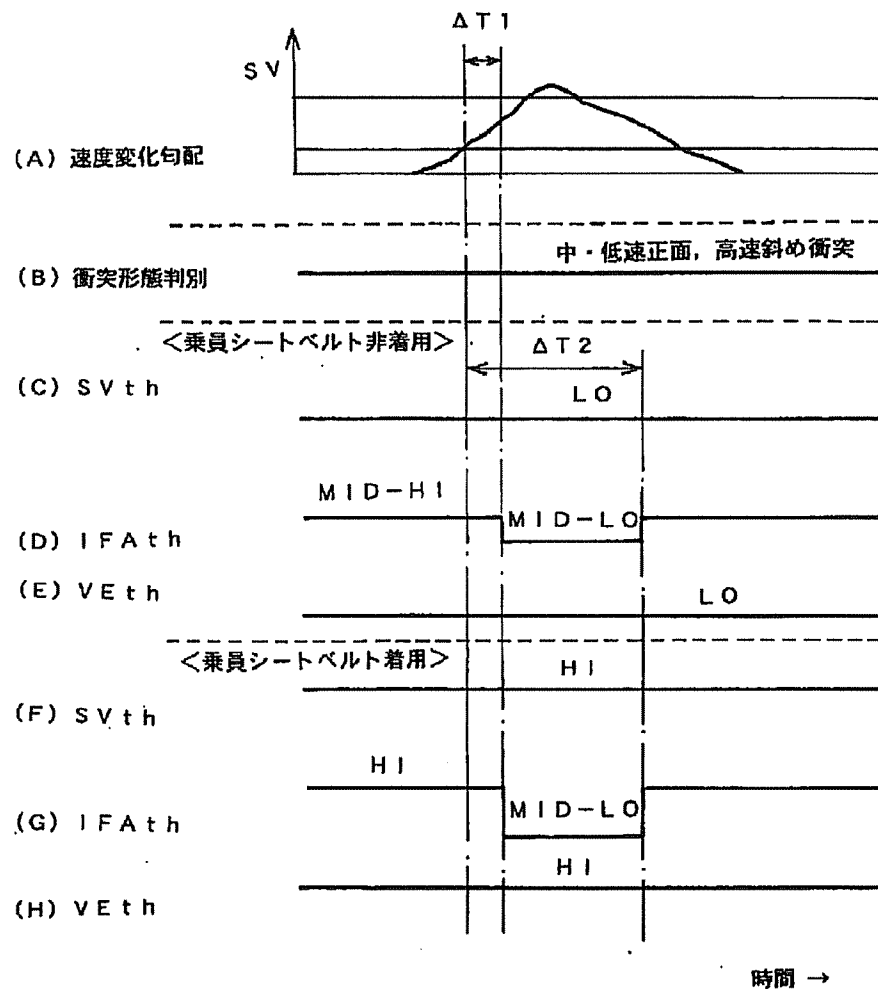 ΔT1
SV
(A) 速度変化勾配
中・低速正面,高速斜め衝突
(B) 衝突形態判別
<乗員シートベルト非着用>
ΔT2
(C) SVth
LO
MID-HI
MID-LO
(D) IFAth
(E) VEth
LO
<乗員シートベルト着用>
HI
(F) SVth
HI
MID-LO
(G) IFAth
HI
(H) VEth
時間 →